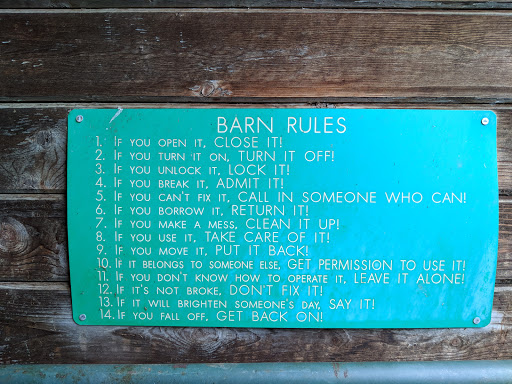 BARN RULES
1. IF YOU OPEN IT, CLOSE IT!
2. IF YOU TURN IT ON, TURN IT OFF!
3. IF YOU UNLOCK IT, LOCK IT!
4. IF YOU BREAK IT, ADMIT IT!
5. IF YOU CAN'T FIX IT, CALL IN SOMEONE WHO CAN!
6. IF YOU BORROW IT, RETURN IT!
7. IF YOU MAKE A MESS, CLEAN IT UP!
8. IF YOU USE IT, TAKE CARE OF IT!
9. IF YOU MOVE IT, PUT IT BACK!
10. IF IT BELONGS TO SOMEONE ELSE, GET PERMISSION TO USE IT!
11. IF YOU DON'T KNOW HOW TO OPERATE IT, LEAVE IT ALONE!
12. IF IT'S NOT BROKE, DON'T FIX IT!
13. IF IT WILL BRIGHTEN SOMEONE'S DAY, SAY IT!
14. IF YOU FALL OFF, GET BACK ON!